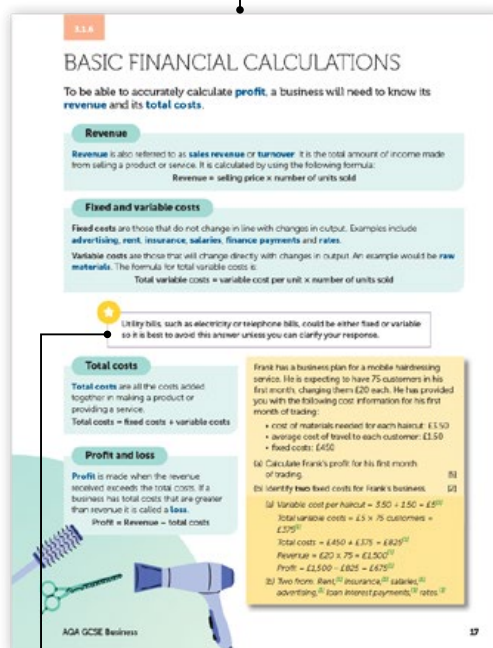 3.1.6
BASIC FINANCIAL CALCULATIONS
To be able to accurately calculate profit, a business will need to know its
revenue and its total costs.
Revenue
Revenue is also referred to as sales revenue or turnover. It is the total amount of income made
from selling a product or service. It is calculated by using the following formula:
Revenue = selling price × number of units sold
Fixed and variable costs
Fixed costs are those that do not change in line with changes in output. Examples include
advertising, rent, insurance, salaries, finance payments and rates.
Variable costs are those that will change directly with changes in output. An example would be raw
materials. The formula for total variable costs is:
Total variable costs = variable cost per unit × number of units sold
Utility bills, such as electricity or telephone bills, could be either fixed or variable
so it is best to avoid this answer unless you can clarify your response.
Total costs
Total costs are all the costs added
together in making a product or
providing a service.
Total costs = fixed costs + variable costs
Profit and loss
Profit is made when the revenue
received exceeds the total costs. If a
business has total costs that are greater
than revenue it is called a loss.
Profit = Revenue – total costs
Frank has a business plan for a mobile hairdressing
service. He is expecting to have 75 customers in his
first month, charging them £20 each. He has provided
you with the following cost information for his first
month of trading:
• cost of materials needed for each haircut: £3.50
• average cost of travel to each customer: £1.50
• fixed costs: £450
(a) Calculate Frank's profit for his first month
of trading. [5]
(b) Identify two fixed costs for Frank's business. [2]
(a) Variable cost per haircut = 3.50 + 1.50 = £5[1]
Total variable costs = £5 × 75 customers =
£375[1]
Total costs = £450 + £375 = £825[1]
Revenue = £20 × 75 = £1,500[1]
Profit = £1,500 – £825 = £675[1]
(b) Two from: Rent,[1] insurance,[1] salaries,[1]
advertising,[1] loan interest payments,[1] rates.[1]
AQA GCSE Business
17